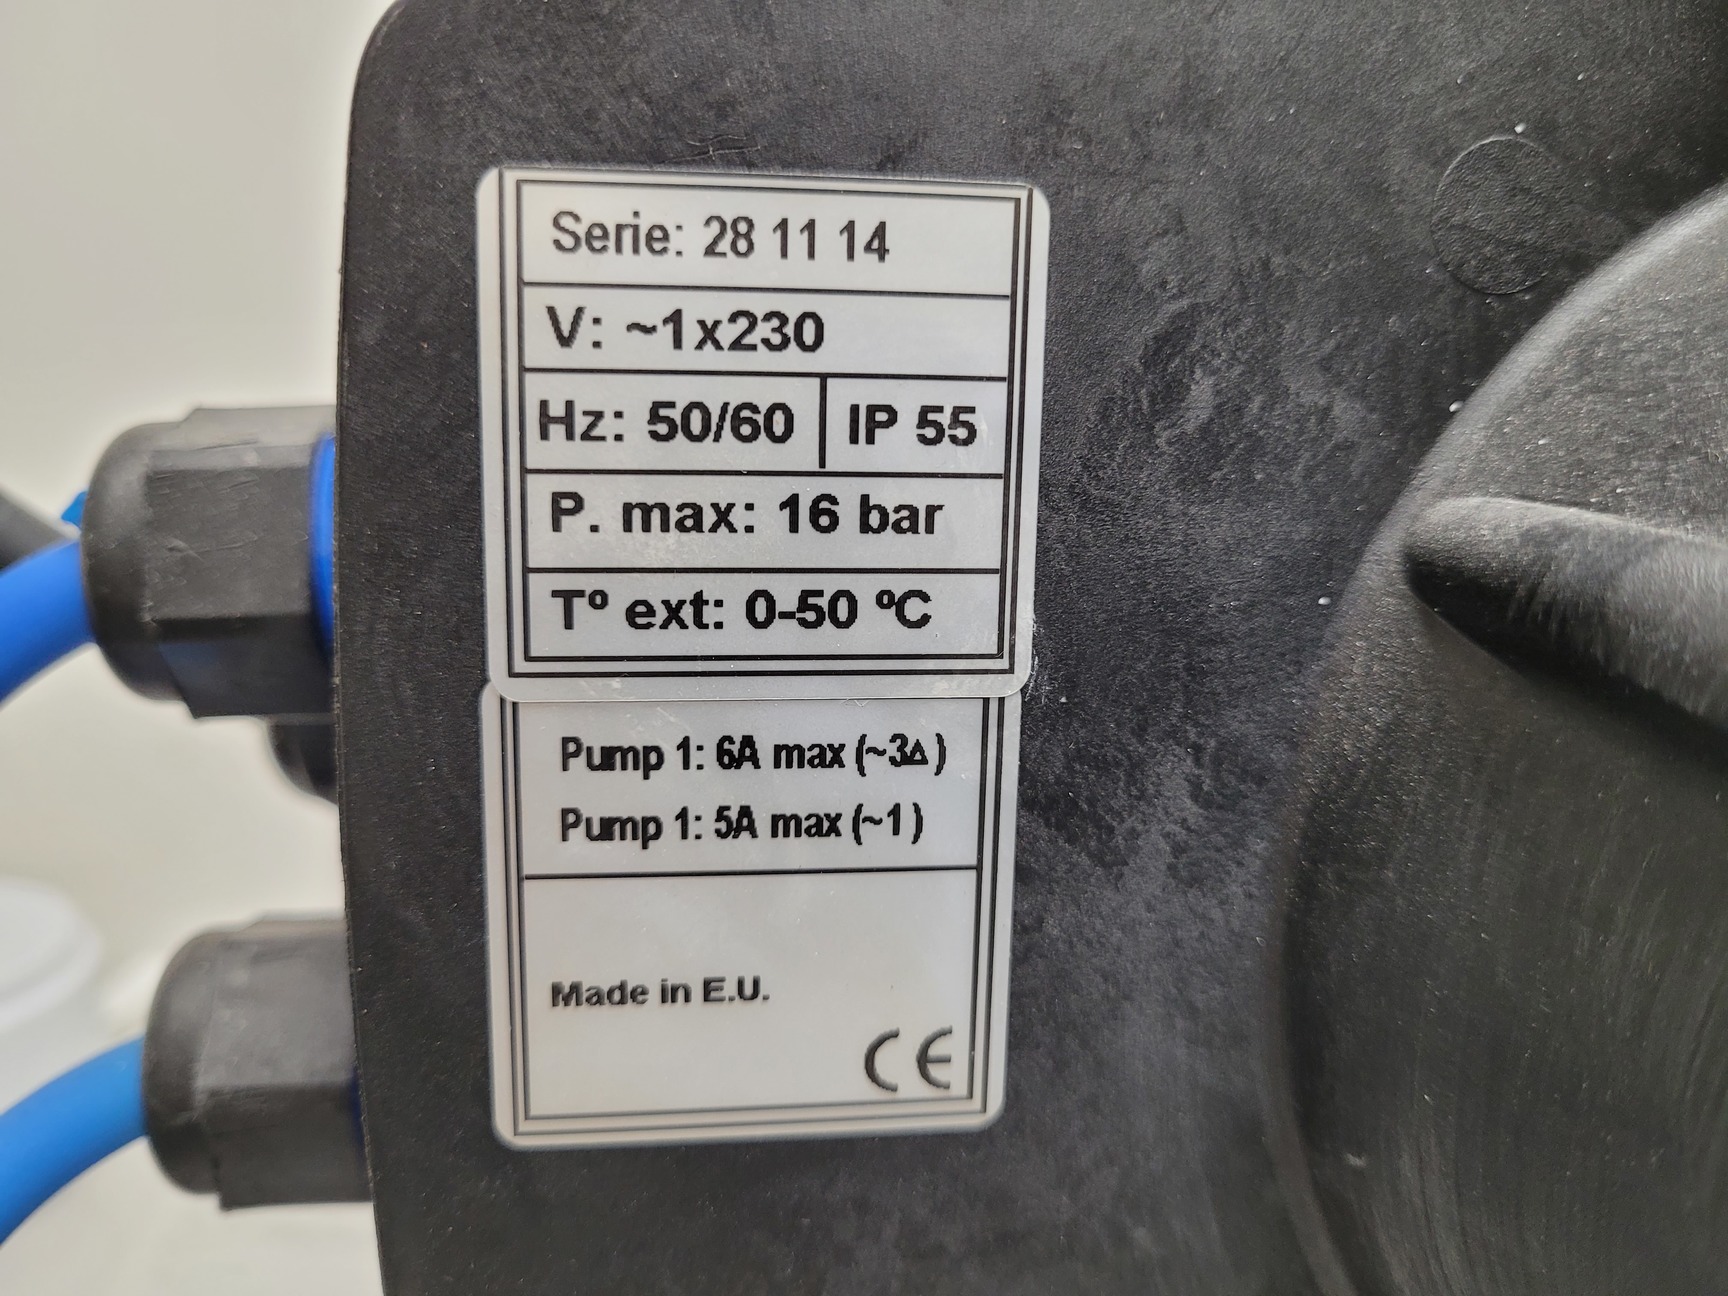 Serie: 28 11 14
V: ~1x230
Hz: 50/60 IP 55
P. max: 16 bar
Tº ext: 0-50 ºC
Pump 1: 6A max (~3△)
Pump 1: 5A max (~1)
Made in E.U.
CE